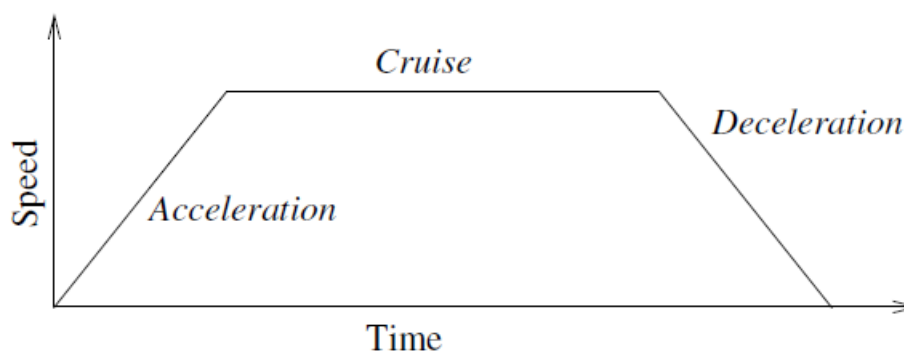 Cruise
Deceleration
Speed
Acceleration
Time